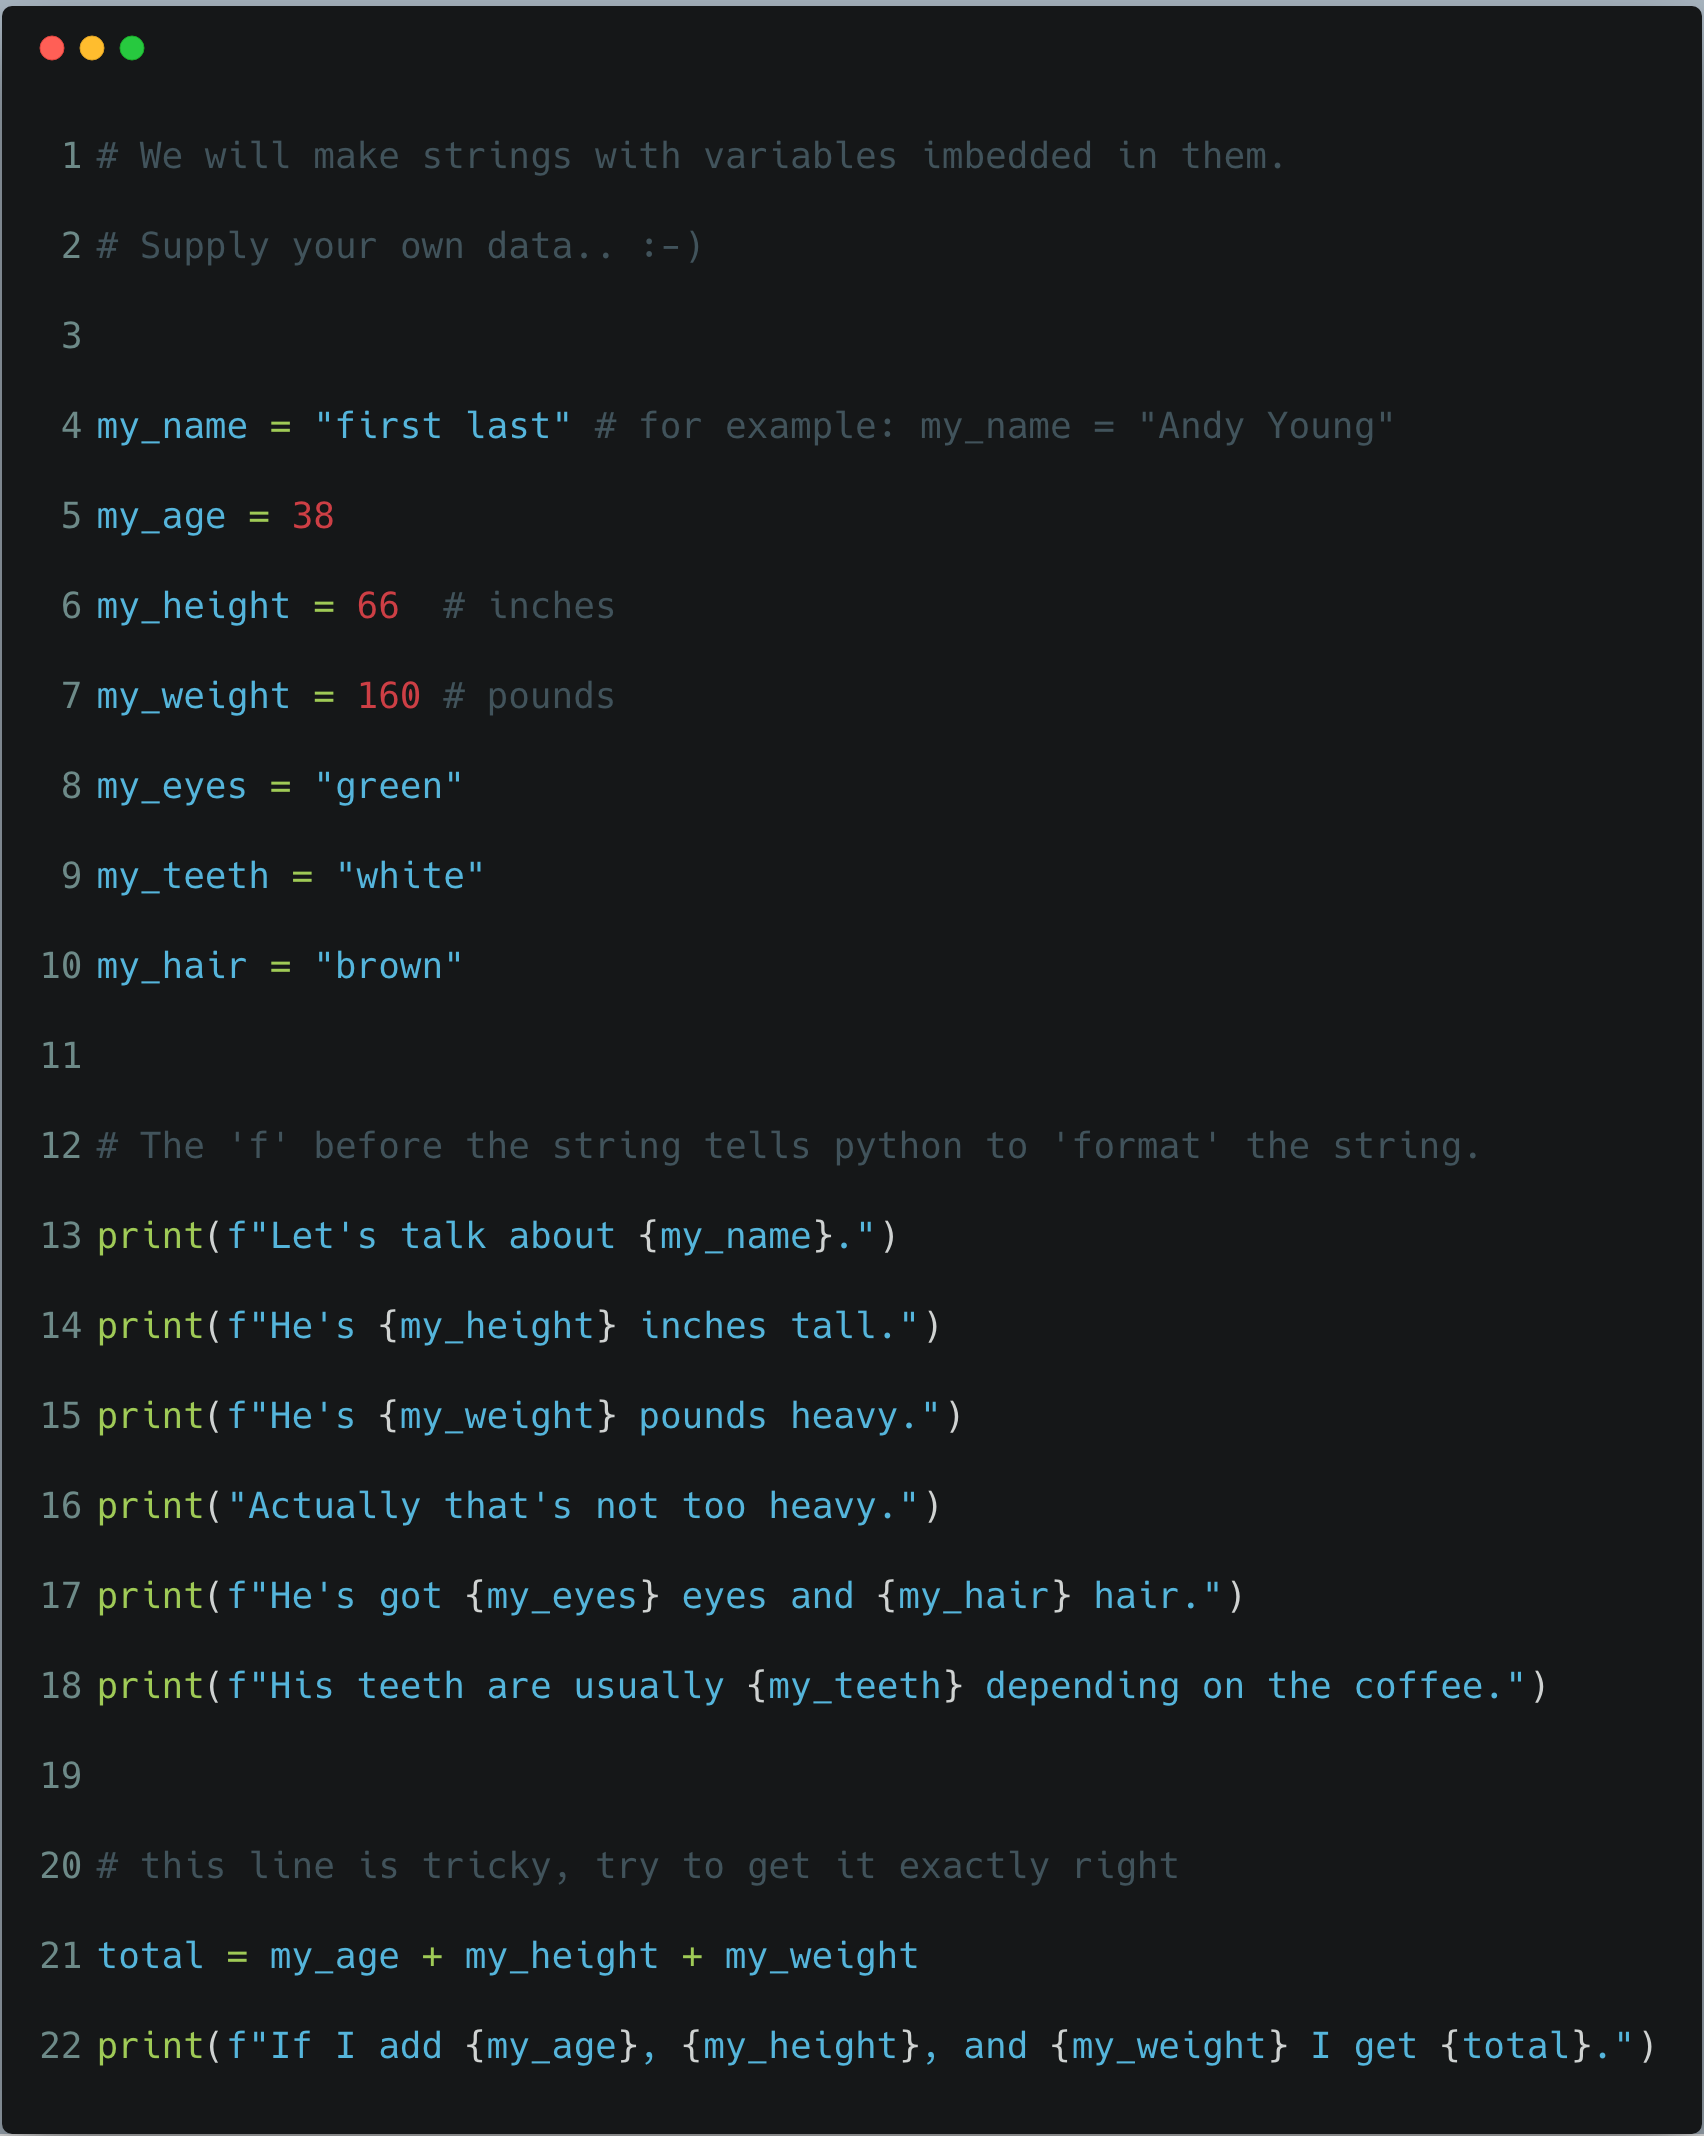 1 # We will make strings with variables imbedded in them.
2 # Supply your own data.. :-)
3
4 my_name = "first last" # for example: my_name = "Andy Young"
5 my_age = 38
6 my_height = 66  # inches
7 my_weight = 160 # pounds
8 my_eyes = "green"
9 my_teeth = "white"
10 my_hair = "brown"
11
12 # The 'f' before the string tells python to 'format' the string.
13 print(f"Let's talk about {my_name}.")
14 print(f"He's {my_height} inches tall.")
15 print(f"He's {my_weight} pounds heavy.")
16 print("Actually that's not too heavy.")
17 print(f"He's got {my_eyes} eyes and {my_hair} hair.")
18 print(f"His teeth are usually {my_teeth} depending on the coffee.")
19
20 # this line is tricky, try to get it exactly right
21 total = my_age + my_height + my_weight
22 print(f"If I add {my_age}, {my_height}, and {my_weight} I get {total}.")